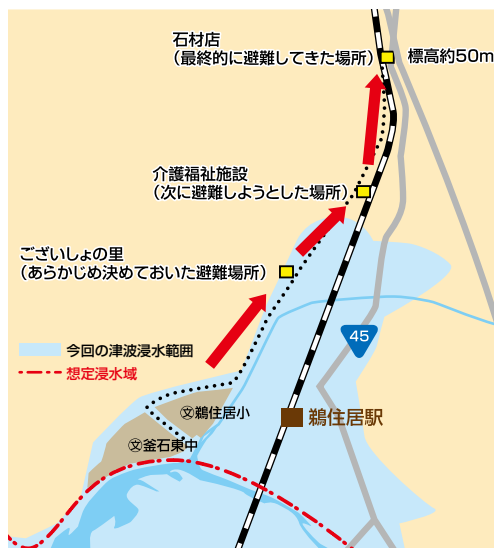 石材店
（最終的に避難してきた場所）
標高約50m
介護福祉施設
（次に避難しようとした場所）
ございしょの里
（あらかじめ決めておいた避難場所）
45
今回の津波浸水範囲
想定浸水域
文鵜住居小
鵜住居駅
文釜石東中